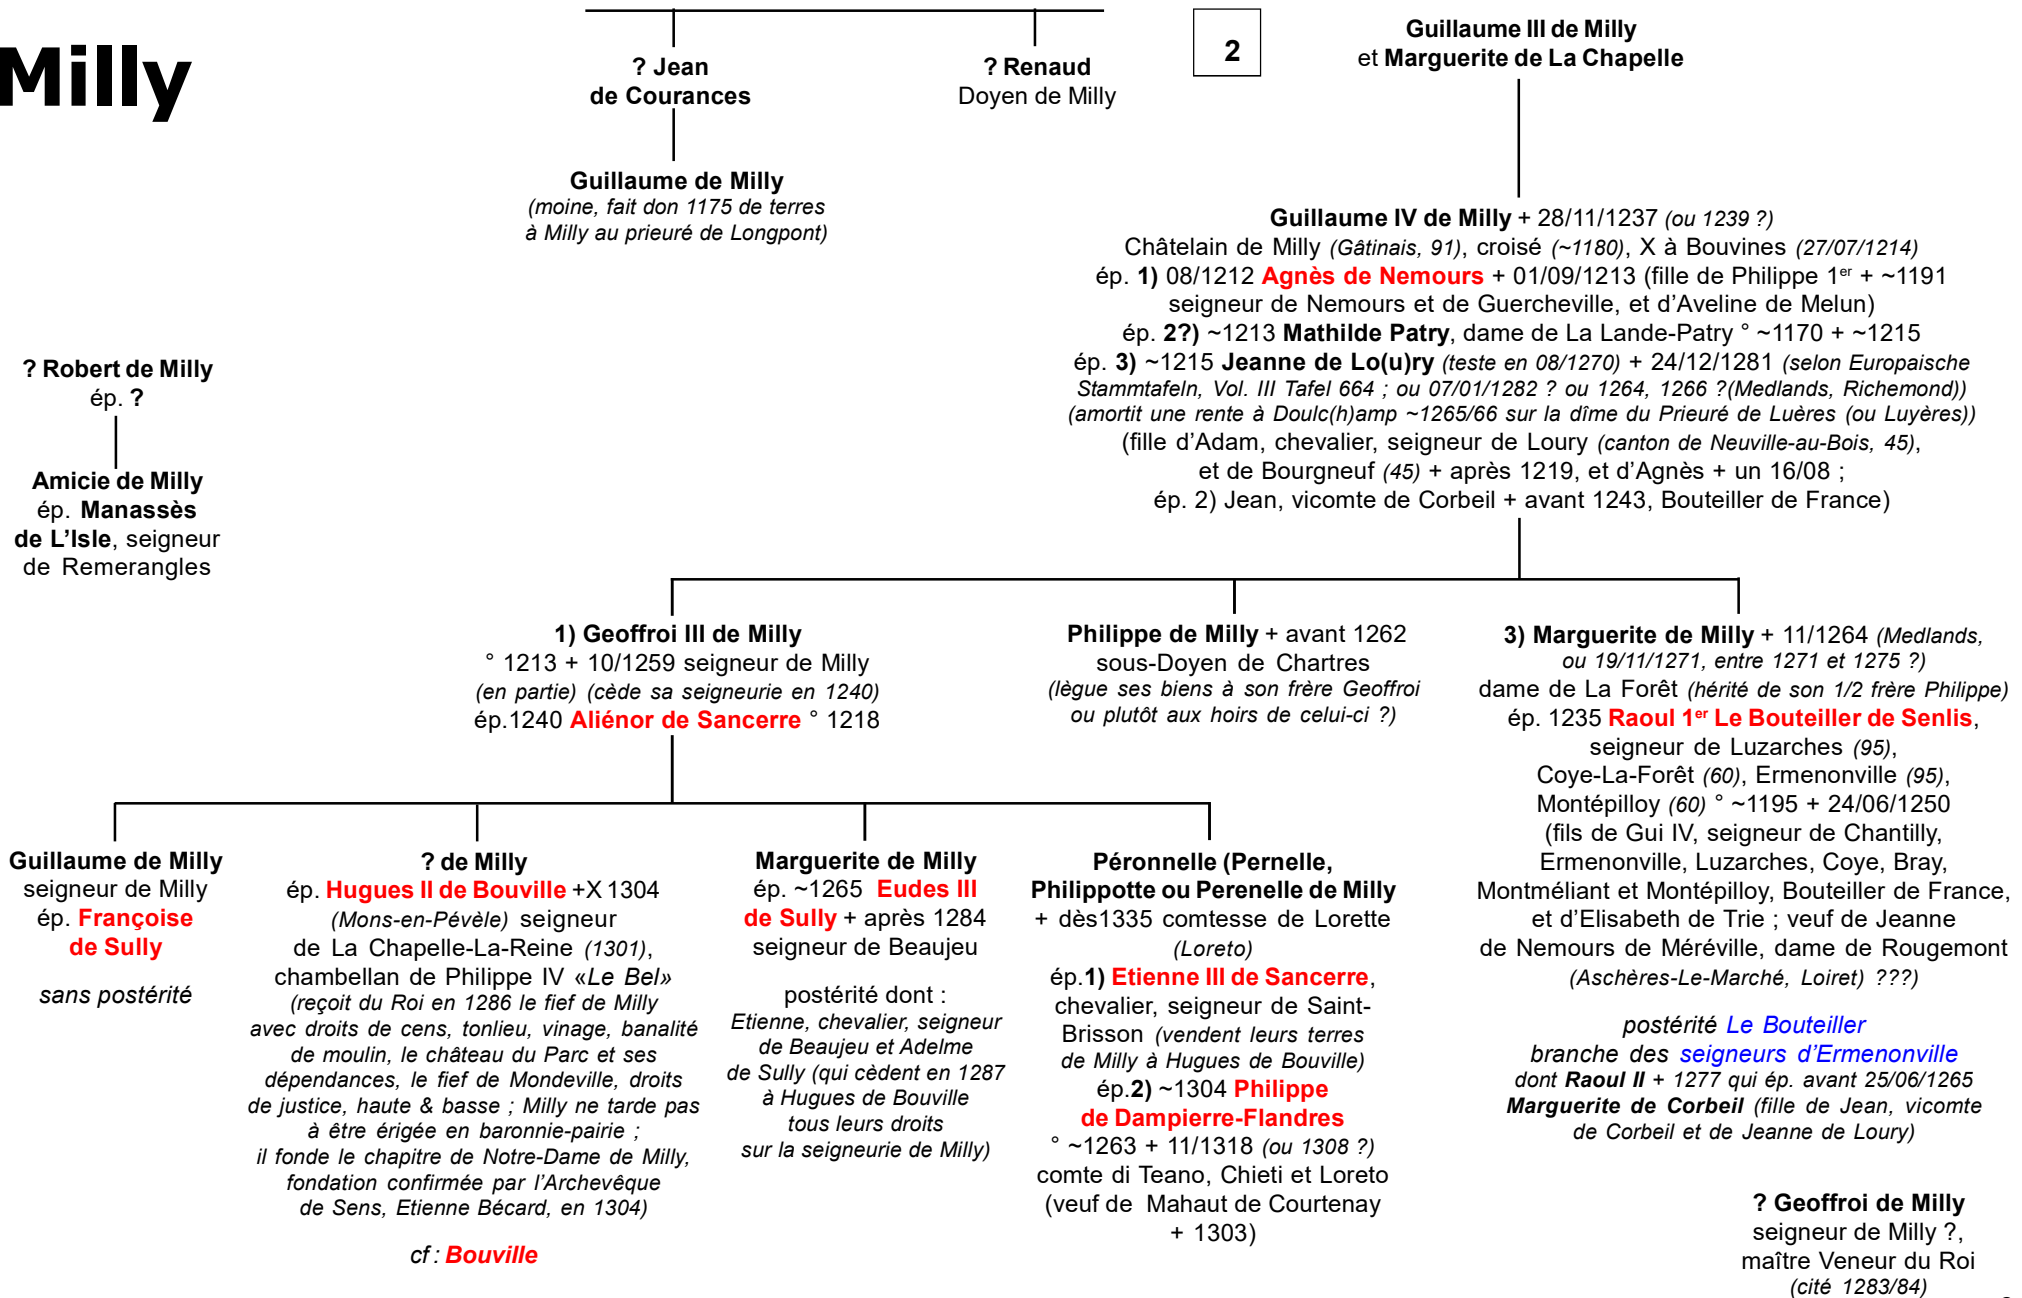 Milly
? Jean
de Courances
? Renaud
Doyen de Milly
2
Guillaume III de Milly
et Marguerite de La Chapelle
Guillaume de Milly
(moine, fait don 1175 de terres
à Milly au prieuré de Longpont)
Guillaume IV de Milly + 28/11/1237 (ou 1239 ?)
Châtelain de Milly (Gâtinais, 91), croisé (~1180), X à Bouvines (27/07/1214)
ép. 1) 08/1212 Agnès de Nemours + 01/09/1213 (fille de Philippe 1er + ~1191
seigneur de Nemours et de Guercheville, et d’Aveline de Melun)
ép. 2?) ~1213 Mathilde Patry, dame de La Lande-Patry ° ~1170 + ~1215
ép. 3) ~1215 Jeanne de Lo(u)ry (teste en 08/1270) + 24/12/1281 (selon Europaische
Stammtafeln, Vol. III Tafel 664 ; ou 07/01/1282 ? ou 1264, 1266 ?(Medlands, Richemond))
(amortit une rente à Doulc(h)amp ~1265/66 sur la dîme du Prieuré de Luères (ou Luyères))
(fille d’Adam, chevalier, seigneur de Loury (canton de Neuville-au-Bois, 45),
et de Bourgneuf (45) + après 1219, et d’Agnès + un 16/08 ;
ép. 2) Jean, vicomte de Corbeil + avant 1243, Bouteiller de France)
? Robert de Milly
ép. ?
Amicie de Milly
ép. Manassès
de L’Isle, seigneur
de Remerangles
1) Geoffroi III de Milly
° 1213 + 10/1259 seigneur de Milly
(en partie) (cède sa seigneurie en 1240)
ép.1240 Aliénor de Sancerre ° 1218
Philippe de Milly + avant 1262
sous-Doyen de Chartres
(lègue ses biens à son frère Geoffroi
ou plutôt aux hoirs de celui-ci ?)
3) Marguerite de Milly + 11/1264 (Medlands,
ou 19/11/1271, entre 1271 et 1275 ?)
dame de La Forêt (hérité de son 1/2 frère Philippe)
ép. 1235 Raoul 1er Le Bouteiller de Senlis,
seigneur de Luzarches (95),
Coye-La-Forêt (60), Ermenonville (95),
Montépilloy (60) ° ~1195 + 24/06/1250
(fils de Gui IV, seigneur de Chantilly,
Ermenonville, Luzarches, Coye, Bray,
Montméliant et Montépilloy, Bouteiller de France,
et d’Elisabeth de Trie ; veuf de Jeanne
de Nemours de Méréville, dame de Rougemont
(Aschères-Le-Marché, Loiret) ???)
postérité Le Bouteiller
branche des seigneurs d’Ermenonville
dont Raoul II + 1277 qui ép. avant 25/06/1265
Marguerite de Corbeil (fille de Jean, vicomte
de Corbeil et de Jeanne de Loury)
Guillaume de Milly
seigneur de Milly
ép. Françoise
de Sully
sans postérité
? de Milly
ép. Hugues II de Bouville +X 1304
(Mons-en-Pévèle) seigneur
de La Chapelle-La-Reine (1301),
chambellan de Philippe IV «Le Bel»
(reçoit du Roi en 1286 le fief de Milly
avec droits de cens, tonlieu, vinage, banalité
de moulin, le château du Parc et ses
dépendances, le fief de Mondeville, droits
de justice, haute & basse ; Milly ne tarde pas
à être érigée en baronnie-pairie ;
il fonde le chapitre de Notre-Dame de Milly,
fondation confirmée par l’Archevêque
de Sens, Etienne Bécard, en 1304)
cf : Bouville
Marguerite de Milly
ép. ~1265 Eudes III
de Sully + après 1284
seigneur de Beaujeu
postérité dont :
Etienne, chevalier, seigneur
de Beaujeu et Adelme
de Sully (qui cèdent en 1287
à Hugues de Bouville
tous leurs droits
sur la seigneurie de Milly)
Péronnelle (Pernelle,
Philippotte ou Perenelle de Milly
+ dès1335 comtesse de Lorette
(Loreto)
ép.1) Etienne III de Sancerre,
chevalier, seigneur de Saint-
Brisson (vendent leurs terres
de Milly à Hugues de Bouville)
ép.2) ~1304 Philippe
de Dampierre-Flandres
° ~1263 + 11/1318 (ou 1308 ?)
comte di Teano, Chieti et Loreto
(veuf de Mahaut de Courtenay
+ 1303)
? Geoffroi de Milly
seigneur de Milly ?,
maître Veneur du Roi
(cité 1283/84)